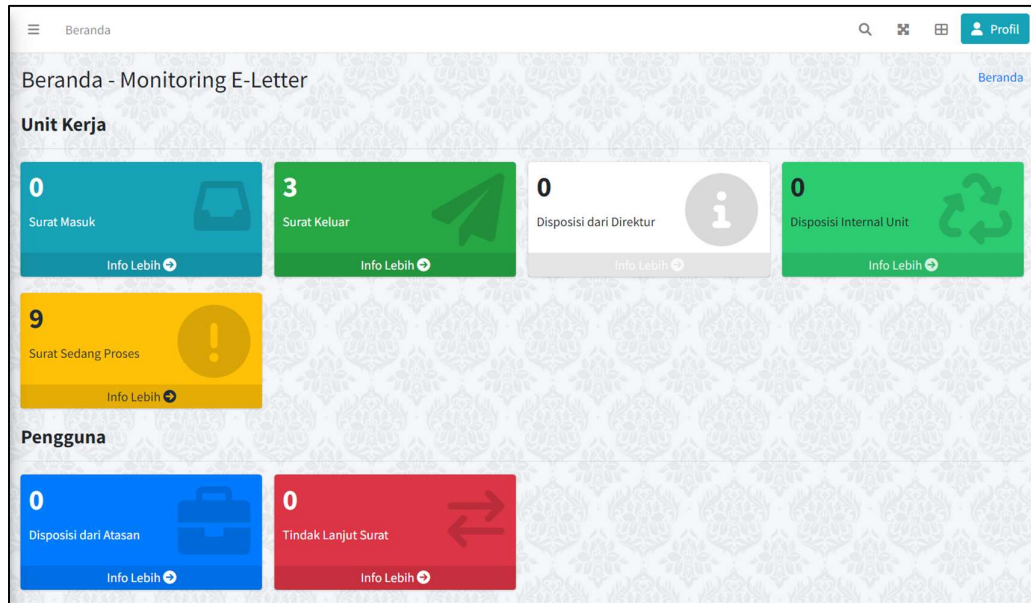 Beranda
Profil
Beranda - Monitoring E-Letter
Beranda
Unit Kerja
0
Surat Masuk
Info Lebih
3
Surat Keluar
Info Lebih
0
Disposisi dari Direktur
Info Lebih
0
Disposisi Internal Unit
Info Lebih
9
Surat Sedang Proses
Info Lebih
Pengguna
0
Disposisi dari Atasan
Info Lebih
0
Tindak Lanjut Surat
Info Lebih